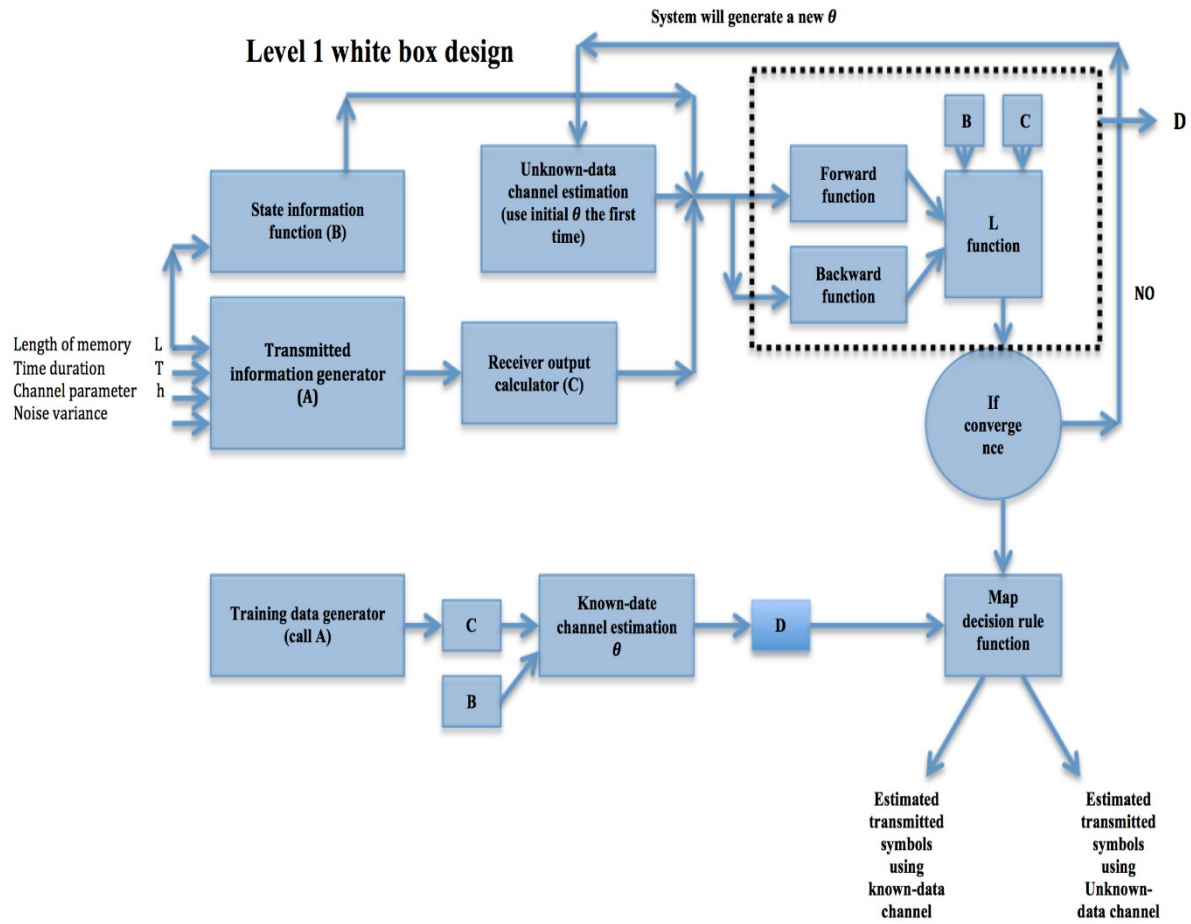 System will generate a new θ
Level 1 white box design
D
B
C
Unknown-data
channel estimation
(use initial θ the first
time)
Forward
function
State information
function (B)
L
function
Backward
function
NO
Length of memory L
Time duration T
Channel parameter h
Noise variance
Transmitted
information generator
(A)
Receiver output
calculator (C)
If
converge
nce
Training data generator
(call A)
C
Known-date
channel estimation
θ
D
Map
decision rule
function
B
Estimated
transmitted
symbols
using
known-data
channel
Estimated
transmitted
symbols
using
Unknown-
data channel